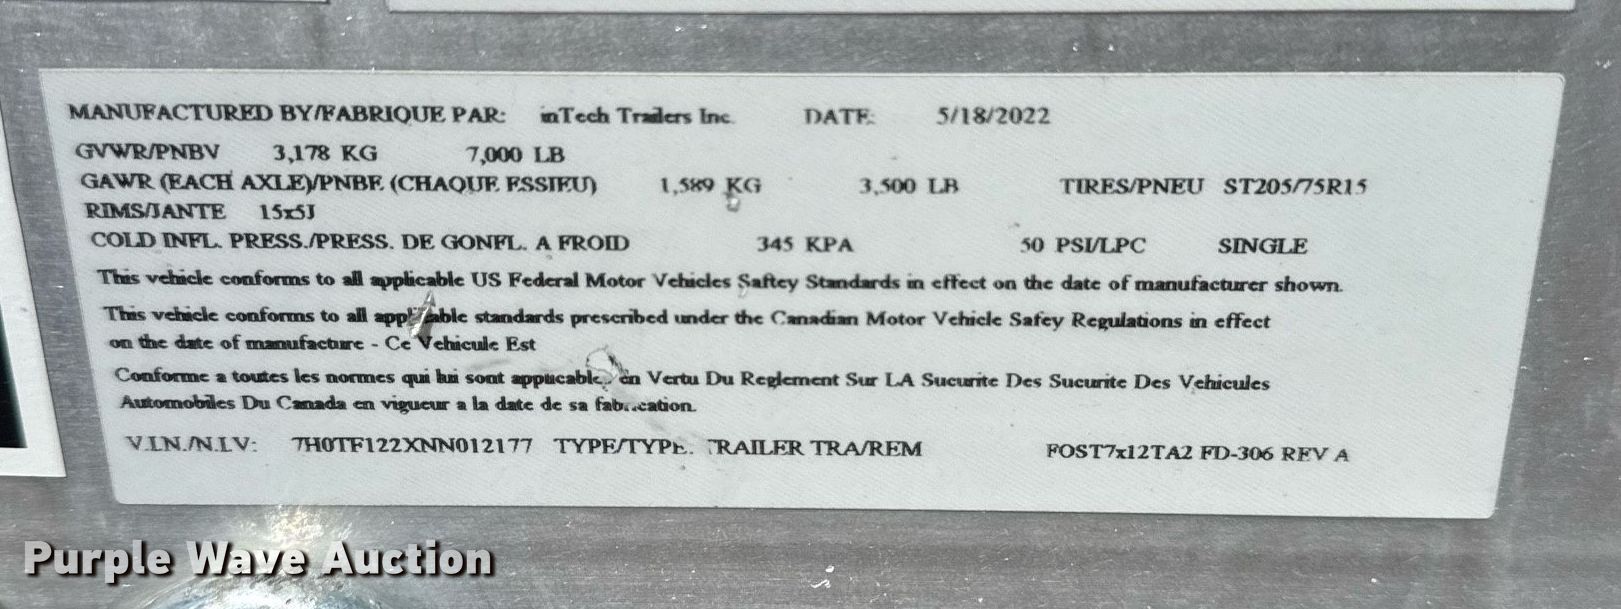 MANUFACTURED BY/FABRIQUE PAR: inTech Trailers Inc. DATE: 5/18/2022
GVWR/PNBV 3,178 KG 7,000 LB
GAWR (EACH AXLE)/PNBE (CHAQUE ESSIEU) 1,589 KG 3,500 LB TIRES/PNEU ST205/75R15
RIMS/JANTE 15x5J
COLD INFL. PRESS./PRESS. DE GONFL. A FROID 345 KPA 50 PSI/LPC SINGLE
This vehicle conforms to all applicable US Federal Motor Vehicles Saftey Standards in effect on the date of manufacturer shown.
This vehicle conforms to all applicable standards prescribed under the Canadian Motor Vehicle Safey Regulations in effect
on the date of manufacture - Ce Vehicule Est
Conforme a toutes les normes qui lui sont applicable, en Vertu Du Reglement Sur LA Sucurite Des Sucurite Des Vehicules
Automobiles Du Canada en vigueur a la date de sa fabrication.
V.I.N./N.I.V: 7H0TF122XNN012177 TYPE/TYPE: TRAILER TRA/REM FOST7x12TA2 FD-306 REV A
Purple Wave Auction